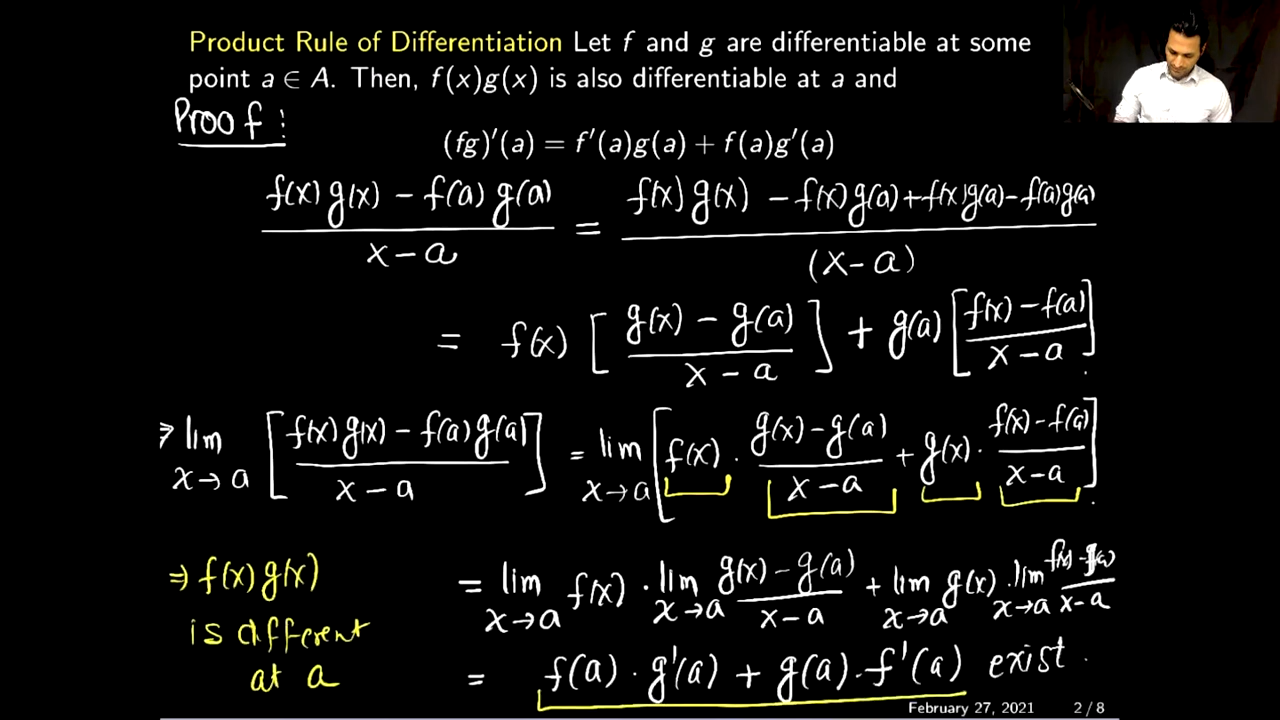 Product Rule of Differentiation Let f and g are differentiable at some
point a ∈ A. Then, f(x)g(x) is also differentiable at a and
Proof :
(fg)′(a) = f′(a)g(a) + f(a)g′(a)
f(x) g(x) − f(a) g(a) / x − a = f(x) g(x) − f(x) g(a) + f(x) g(a) − f(a) g(a) / (x − a)
= f(x) [ g(x) − g(a) / x − a ] + g(a) [ f(x) − f(a) / x − a ] .
⇒ lim x→a [ f(x) g(x) − f(a) g(a) / x − a ] = lim x→a [ f(x) · g(x) − g(a) / x − a + g(x) · f(x) − f(a) / x − a ] .
= lim x→a f(x) · lim x→a g(x) − g(a) / x − a + lim x→a g(x) · lim x→a / x − a
= f(a) · g′(a) + g(a) · f′(a) exist .
⇒ f(x) g(x)
is different
at a
February 27, 2021 2 / 8